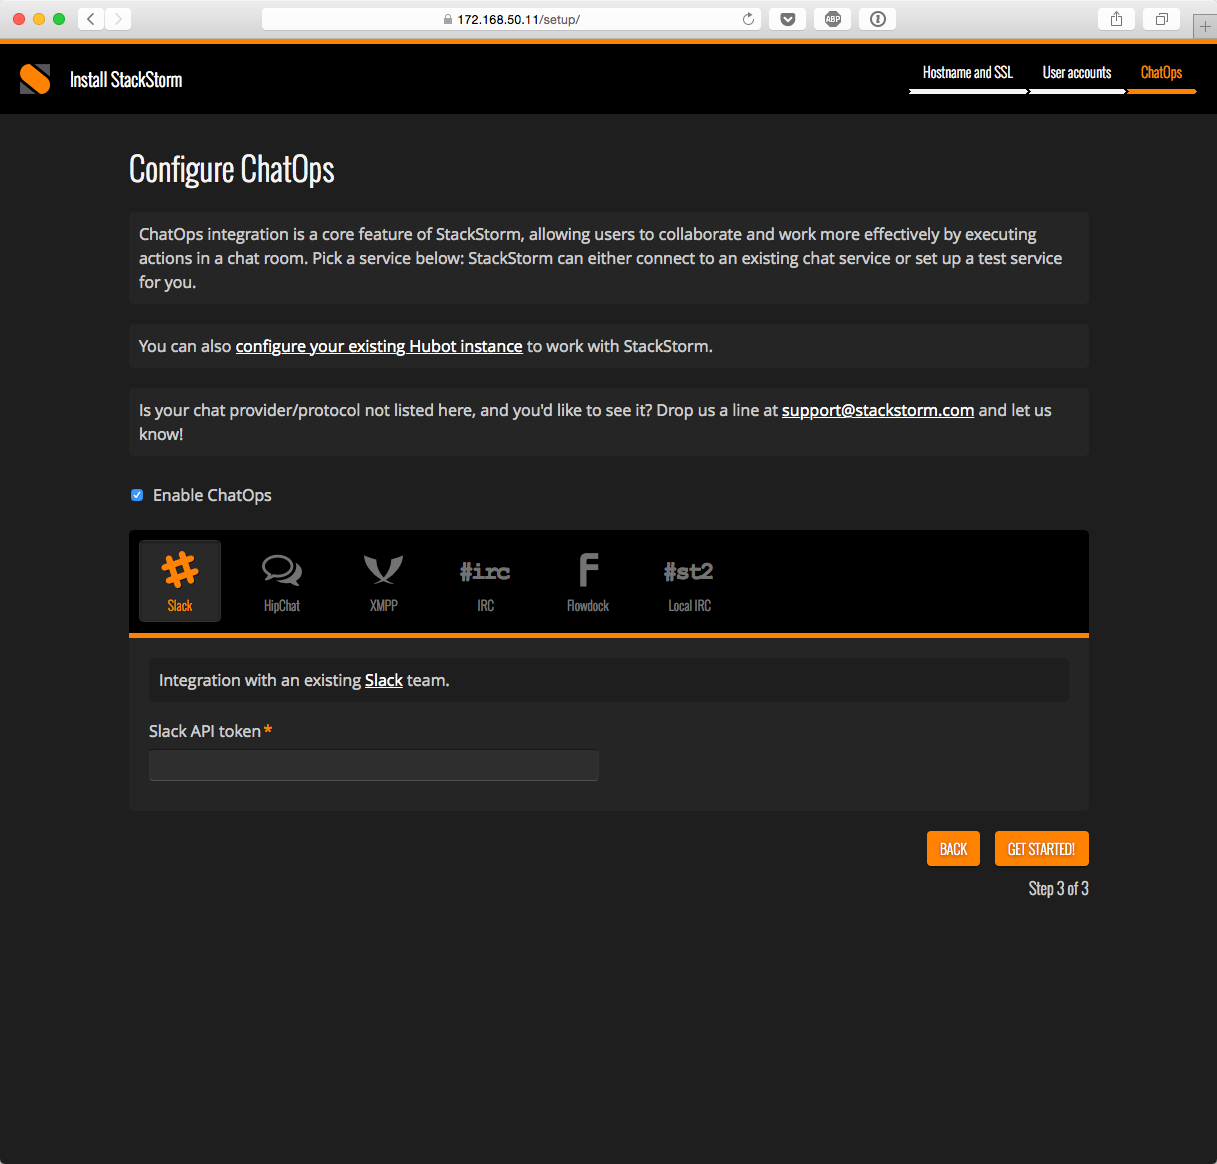 172.168.50.11/setup/
ABP
Install StackStorm
Hostname and SSL
User accounts
ChatOps
Configure ChatOps
ChatOps integration is a core feature of StackStorm, allowing users to collaborate and work more effectively by executing
actions in a chat room. Pick a service below: StackStorm can either connect to an existing chat service or set up a test service
for you.
You can also configure your existing Hubot instance to work with StackStorm.
Is your chat provider/protocol not listed here, and you'd like to see it? Drop us a line at support@stackstorm.com and let us
know!
Enable ChatOps
#irc
F
#st2
Slack
HipChat
XMPP
IRC
Flowdock
Local IRC
Integration with an existing Slack team.
Slack API token*
BACK
GET STARTED!
Step 3 of 3